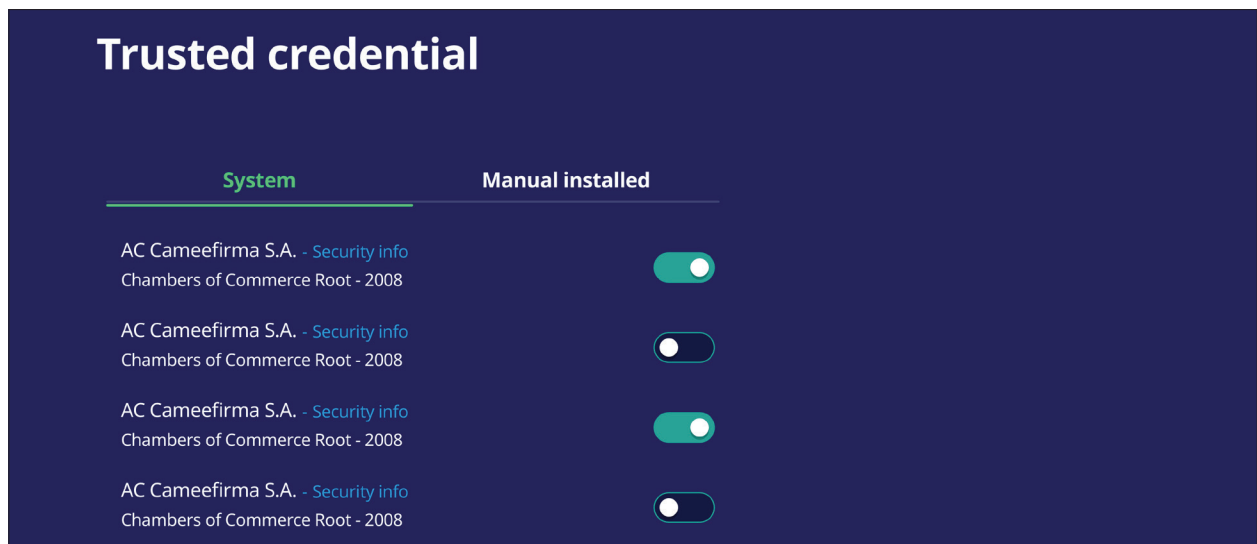 Trusted credential
System Manual installed
AC Cameefirma S.A. - Security info
Chambers of Commerce Root - 2008
AC Cameefirma S.A. - Security info
Chambers of Commerce Root - 2008
AC Cameefirma S.A. - Security info
Chambers of Commerce Root - 2008
AC Cameefirma S.A. - Security info
Chambers of Commerce Root - 2008